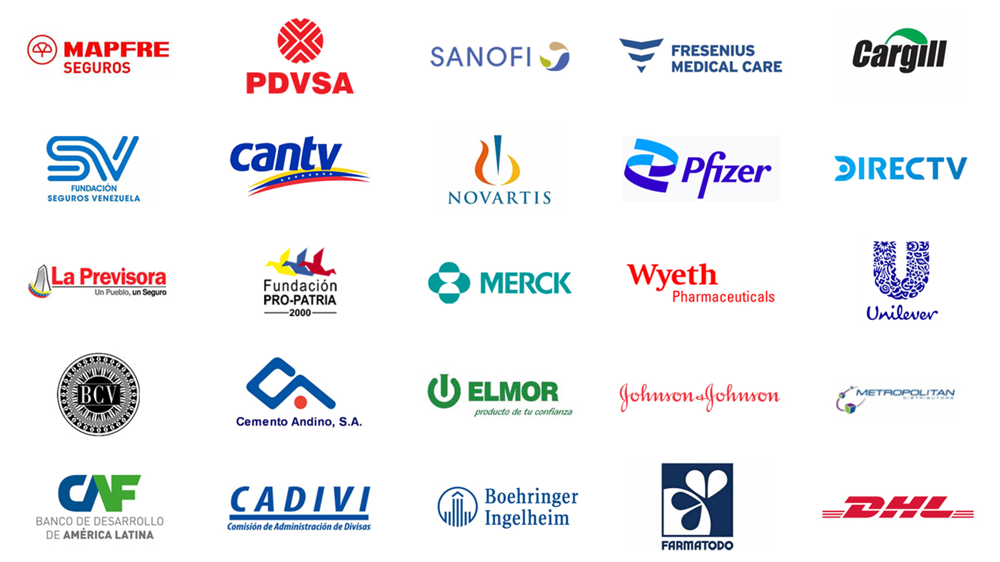 MAPFRE
SEGUROS
PDVSA
SANOFI
FRESENIUS
MEDICAL CARE
Cargill
SV
FUNDACIÓN
SEGUROS VENEZUELA
cantv
NOVARTIS
Pfizer
DIRECTV
La Previsora
Un Pueblo, un Seguro
Fundación
PRO-PATRIA
2000
MERCK
Wyeth
Pharmaceuticals
U
Unilever
BCV
Cemento Andino, S.A.
ELMOR
producto de tu confianza
Johnson & Johnson
METROPOLITAN
DISTRIBUTORS
CAF
BANCO DE DESARROLLO
DE AMÉRICA LATINA
CADIVI
Comisión de Administración de Divisas
Boehringer
Ingelheim
FARMATODO
DHL